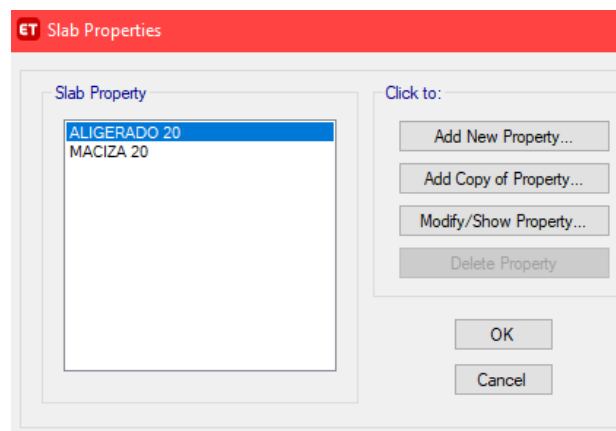 ET Slab Properties
Slab Property
ALIGERADO 20
MACIZA 20
Click to:
Add New Property...
Add Copy of Property...
Modify/Show Property...
Delete Property
OK
Cancel